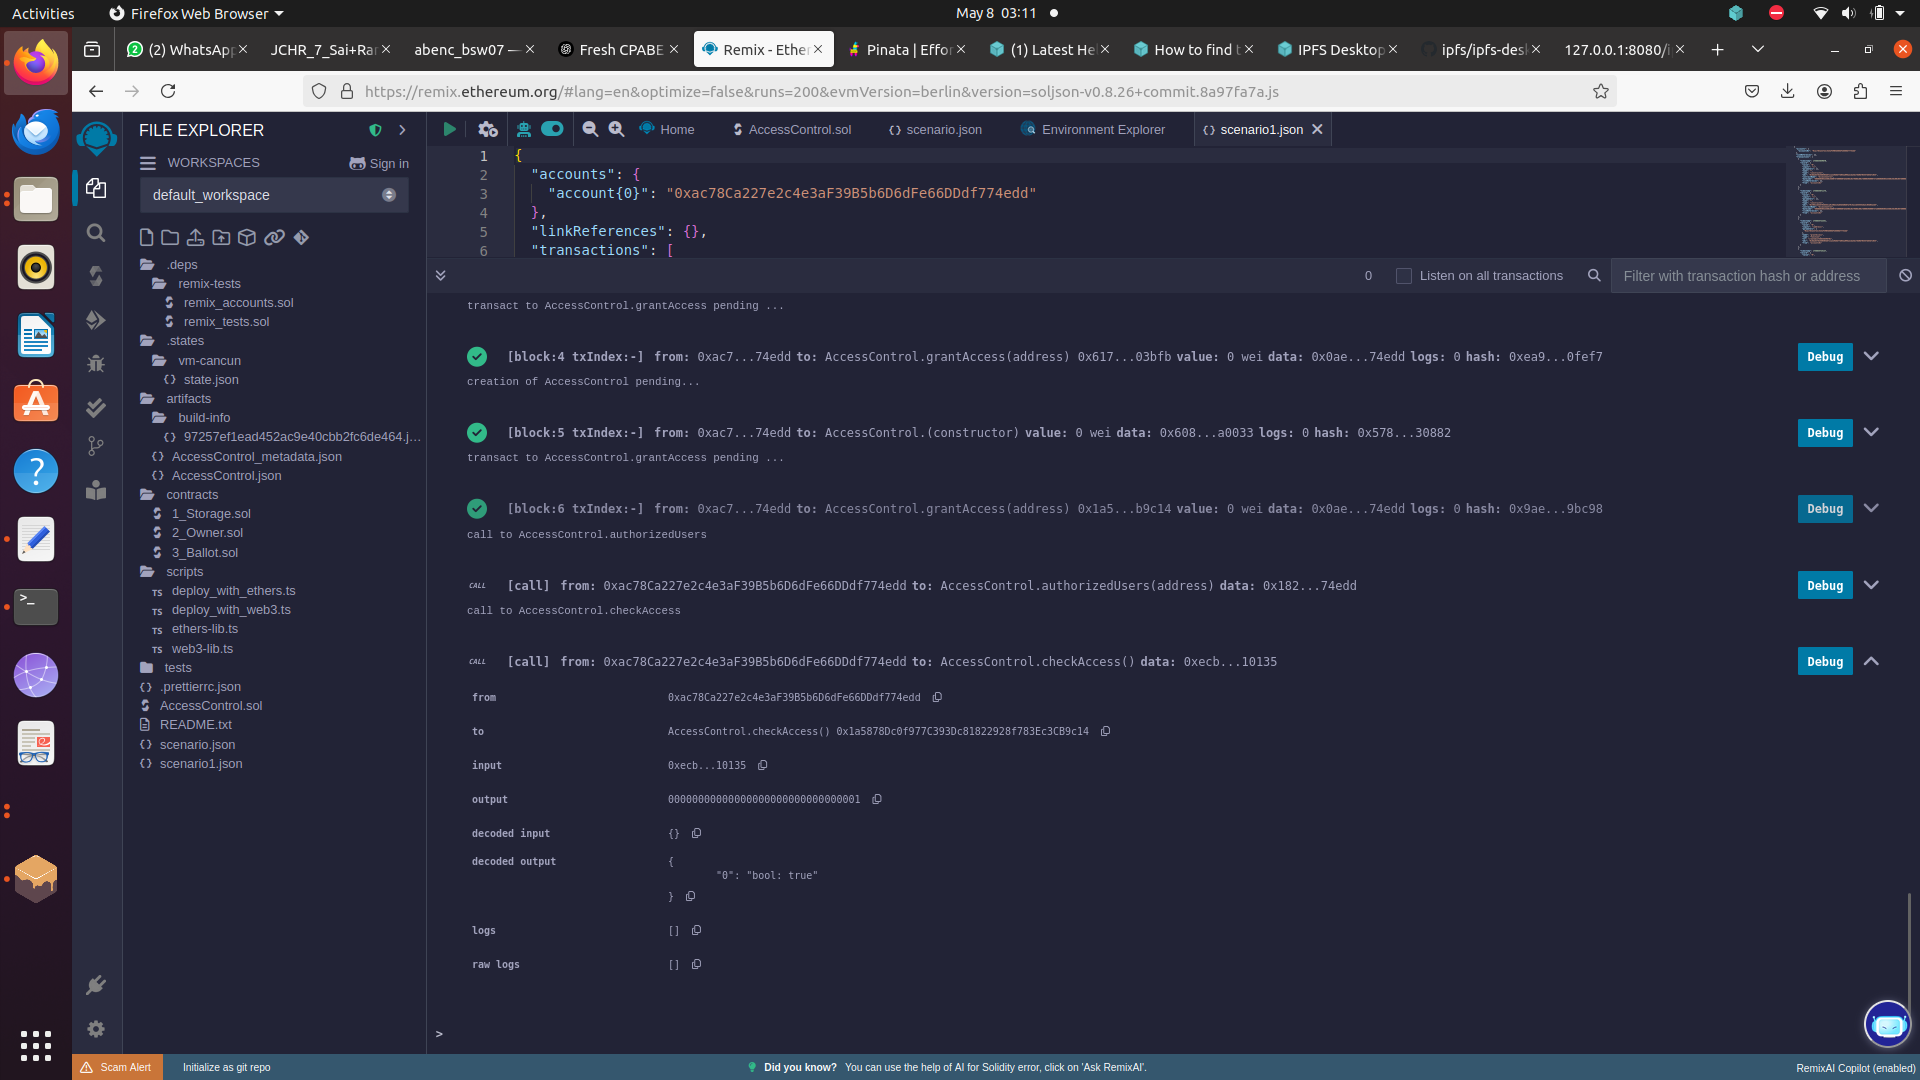 Activities
Firefox Web Browser
May 8 03:11
(2) WhatsApp
JCHR_7_Sai+Ra
abenc_bsw07 —
Fresh CPABE
Remix - Ethe
Pinata | Effor
(1) Latest He
How to find t
IPFS Desktop
ipfs/ipfs-desk
127.0.0.1:8080/i
https://remix.ethereum.org/#lang=en&optimize=false&runs=200&evmVersion=berlin&version=soljson-v0.8.26+commit.8a97fa7a.js
FILE EXPLORER
WORKSPACES
Sign in
default_workspace
.deps
remix-tests
remix_accounts.sol
remix_tests.sol
.states
vm-cancun
state.json
artifacts
build-info
97257ef1ead452ac9e40cbb2fc6de464.j...
AccessControl_metadata.json
AccessControl.json
contracts
1_Storage.sol
2_Owner.sol
3_Ballot.sol
scripts
TS deploy_with_ethers.ts
TS deploy_with_web3.ts
TS ethers-lib.ts
TS web3-lib.ts
tests
.prettierrc.json
AccessControl.sol
README.txt
scenario.json
scenario1.json
Home
AccessControl.sol
scenario.json
Environment Explorer
scenario1.json
1 {
2 "accounts": {
3 "account{0}": "0xac78Ca227e2c4e3aF39B5b6D6dFe66DDdf774edd"
4 },
5 "linkReferences": {},
6 "transactions": [
0
Listen on all transactions
Filter with transaction hash or address
transact to AccessControl.grantAccess pending ...
[block:4 txIndex:-] from: 0xac7...74edd to: AccessControl.grantAccess(address) 0x617...03bfb value: 0 wei data: 0x0ae...74edd logs: 0 hash: 0xea9...0fef7
Debug
creation of AccessControl pending...
[block:5 txIndex:-] from: 0xac7...74edd to: AccessControl.(constructor) value: 0 wei data: 0x608...a0033 logs: 0 hash: 0x578...30882
Debug
transact to AccessControl.grantAccess pending ...
[block:6 txIndex:-] from: 0xac7...74edd to: AccessControl.grantAccess(address) 0x1a5...b9c14 value: 0 wei data: 0x0ae...74edd logs: 0 hash: 0x9ae...9bc98
Debug
call to AccessControl.authorizedUsers
CALL [call] from: 0xac78Ca227e2c4e3aF39B5b6D6dFe66DDdf774edd to: AccessControl.authorizedUsers(address) data: 0x182...74edd
Debug
call to AccessControl.checkAccess
CALL [call] from: 0xac78Ca227e2c4e3aF39B5b6D6dFe66DDdf774edd to: AccessControl.checkAccess() data: 0xecb...10135
Debug
from 0xac78Ca227e2c4e3aF39B5b6D6dFe66DDdf774edd
to AccessControl.checkAccess() 0x1a5878Dc0f977C393Dc81822928f783Ec3CB9c14
input 0xecb...10135
output 0000000000000000000000000000001
decoded input {}
decoded output {
"0": "bool: true"
}
logs []
raw logs []
>
Scam Alert
Initialize as git repo
Did you know? You can use the help of AI for Solidity error, click on 'Ask RemixAI'.
RemixAI Copilot (enabled)